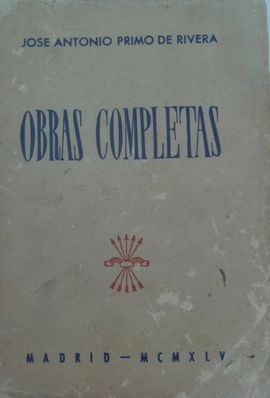 JOSE ANTONIO PRIMO DE RIVERA
OBRAS COMPLETAS
MADRID — MCMXLV